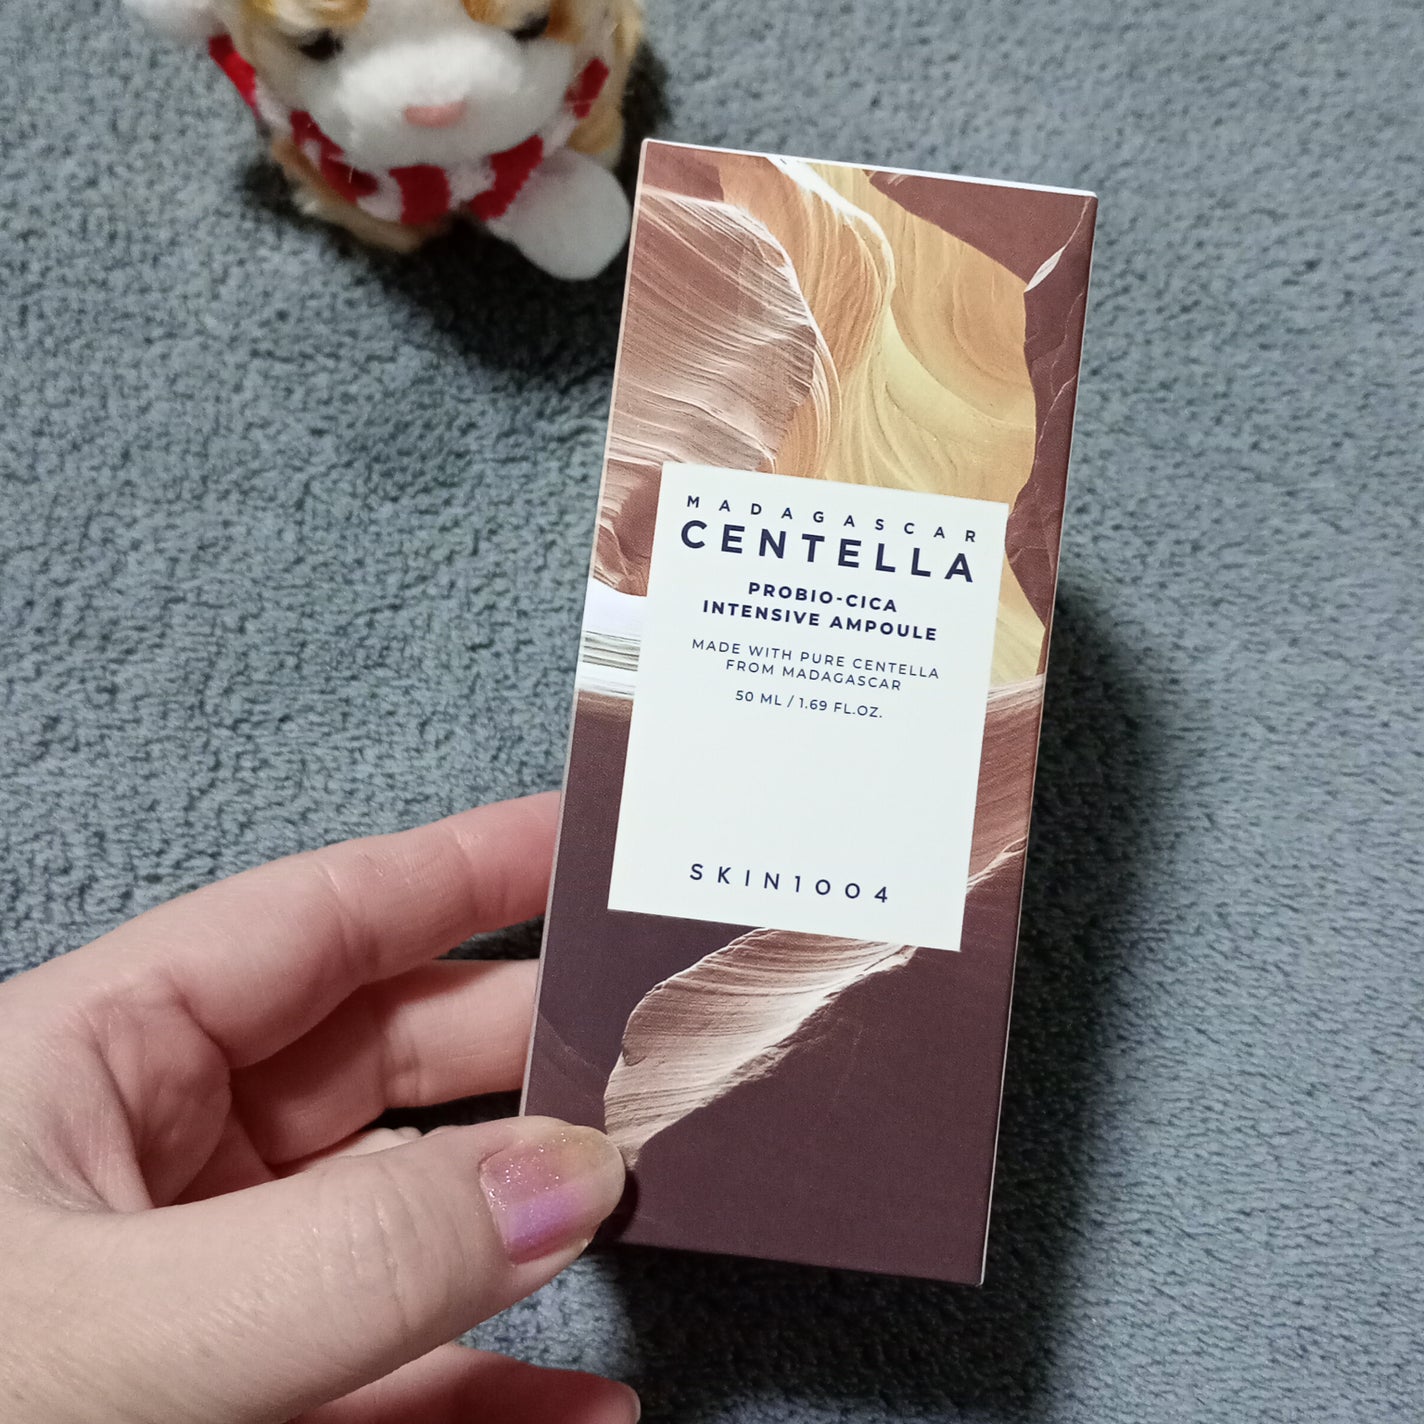 MADAGASCAR
CENTELLA
PROBIO-CICA
INTENSIVE AMPOULE
MADE WITH PURE CENTELLA
FROM MADAGASCAR
50 ML / 1.69 FL.OZ.
SKIN1004